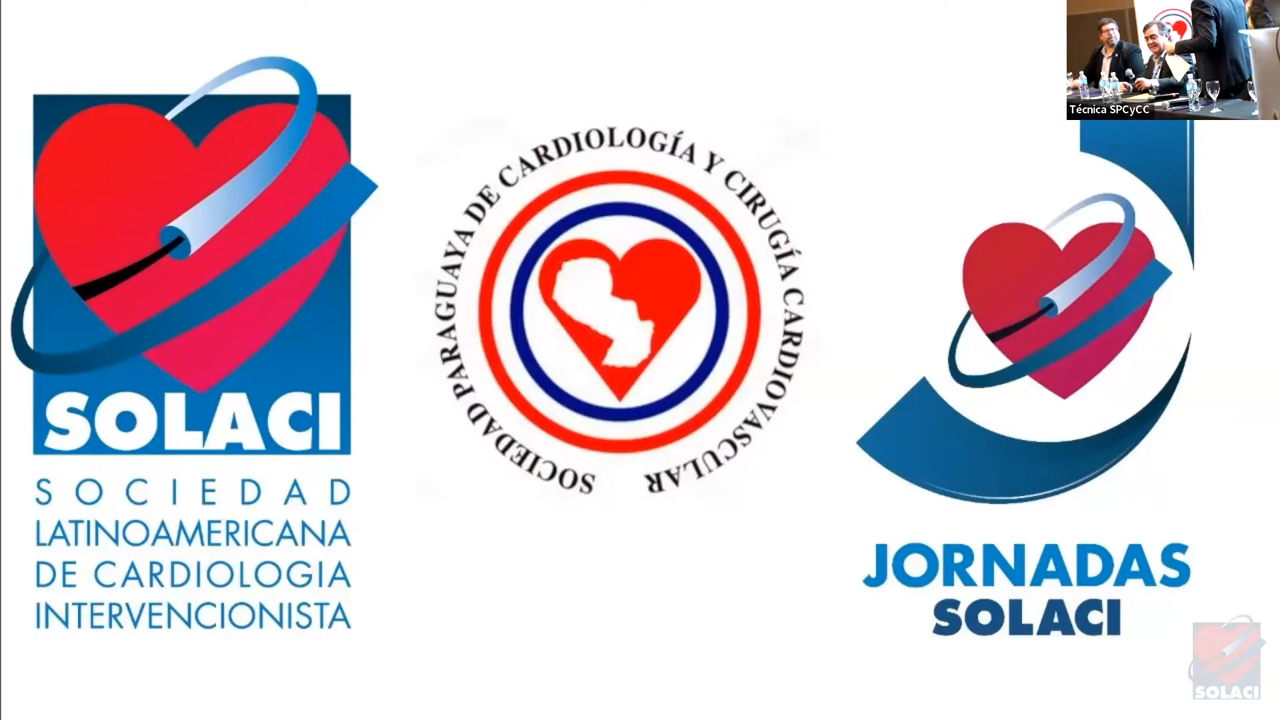 SOLACI
SOCIEDAD
LATINOAMERICANA
DE CARDIOLOGIA
INTERVENCIONISTA
SOCIEDAD PARAGUAYA DE CARDIOLOGÍA Y CIRUGÍA CARDIOVASCULAR
Técnica SPCyCC
JORNADAS
SOLACI
SOLACI